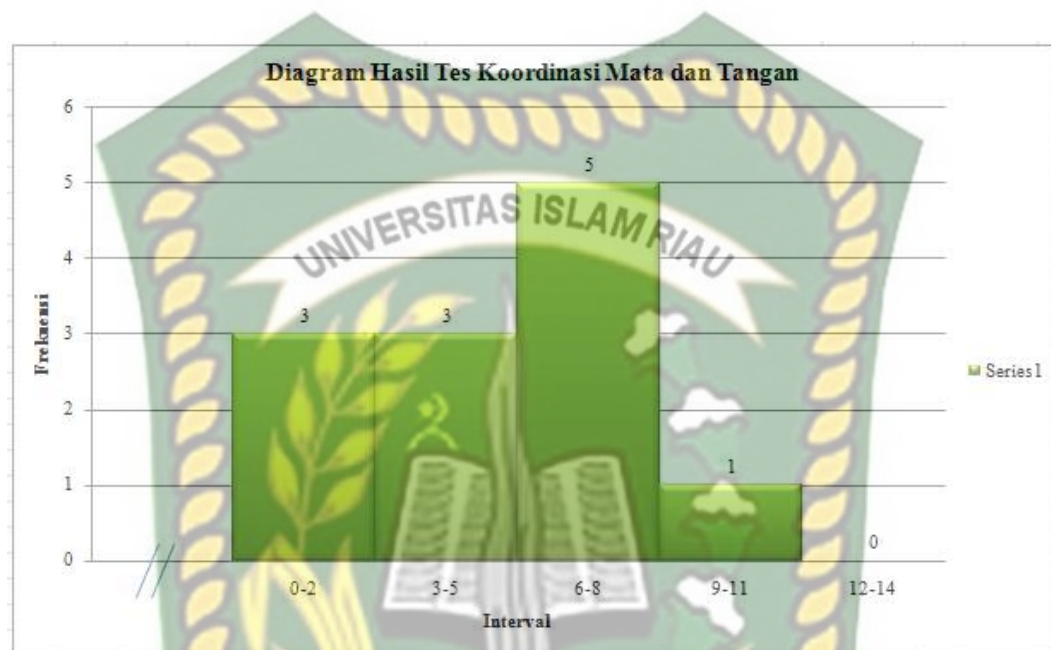 Diagram Hasil Tes Koordinasi Mata dan Tangan
6
5
4
3
2
1
0
Frekuensi
3
3
5
1
0
UNIVERSITAS ISLAM RIAU
Series1
0-2 3-5 6-8 9-11 12-14
Interval